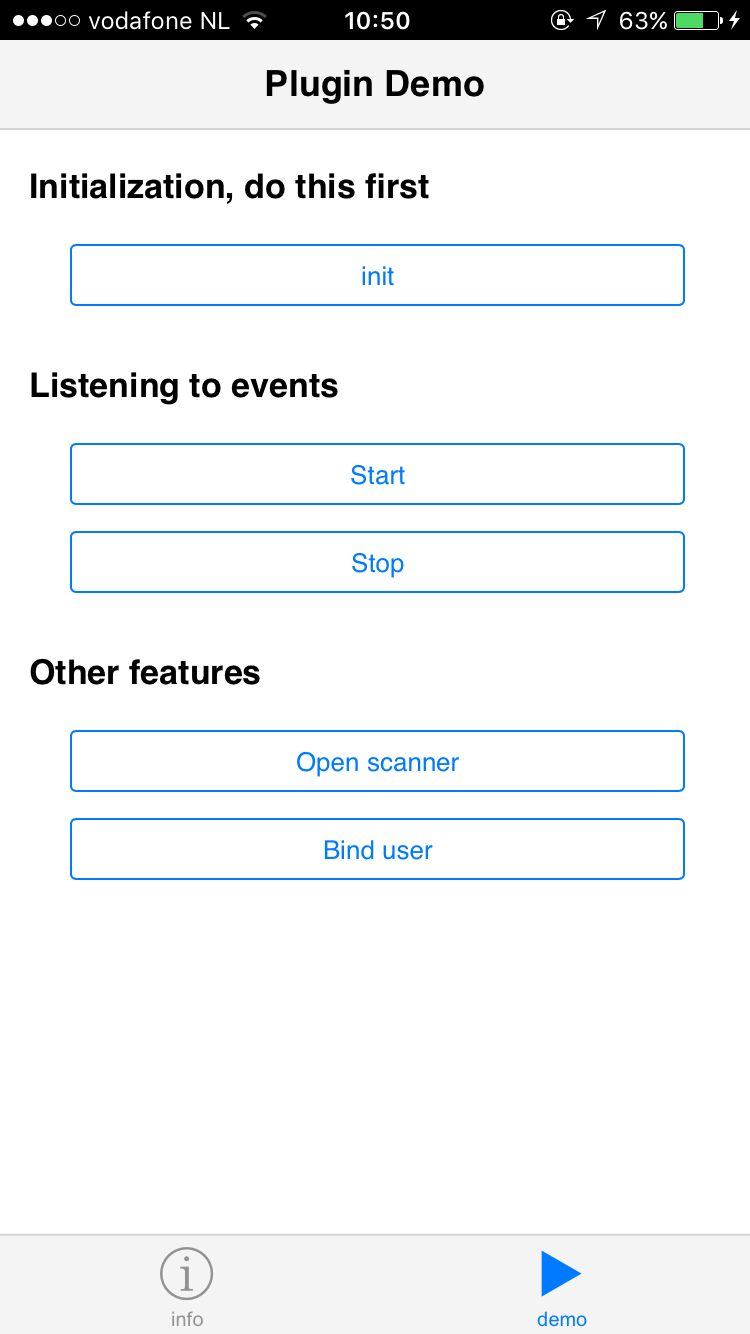 vodafone NL 10:50 63%
Plugin Demo
Initialization, do this first
init
Listening to events
Start
Stop
Other features
Open scanner
Bind user
info demo